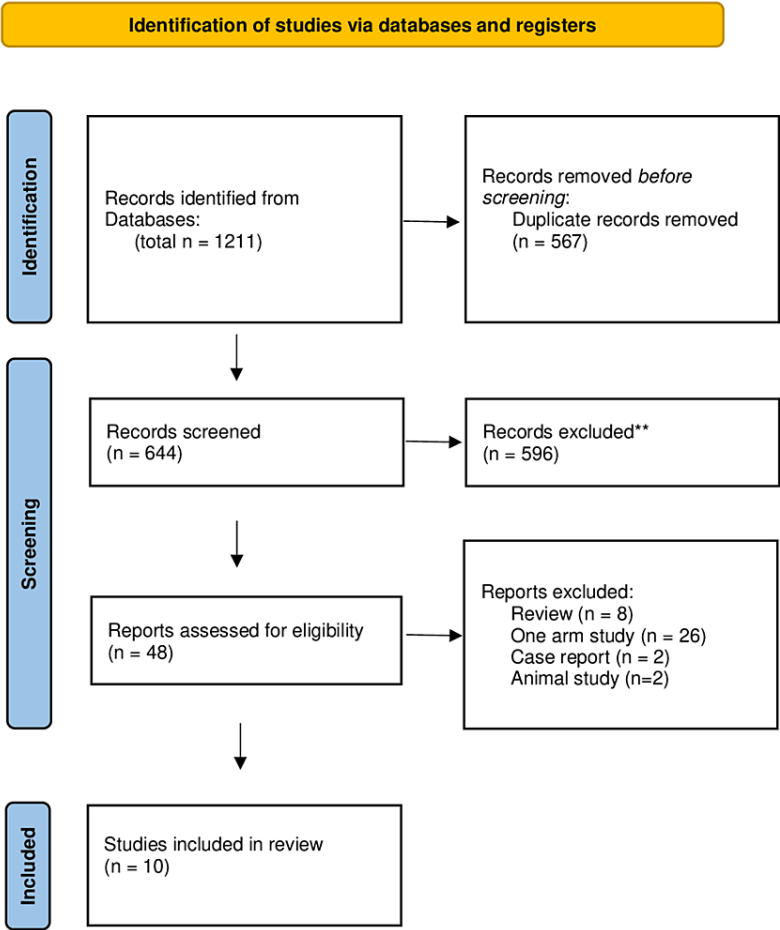 Identification of studies via databases and registers
Identification
Records identified from
Databases:
(total n = 1211)
Records removed before
screening:
Duplicate records removed
(n = 567)
Screening
Records screened
(n = 644)
Records excluded**
(n = 596)
Reports assessed for eligibility
(n = 48)
Reports excluded:
Review (n = 8)
One arm study (n = 26)
Case report (n = 2)
Animal study (n=2)
Included
Studies included in review
(n = 10)